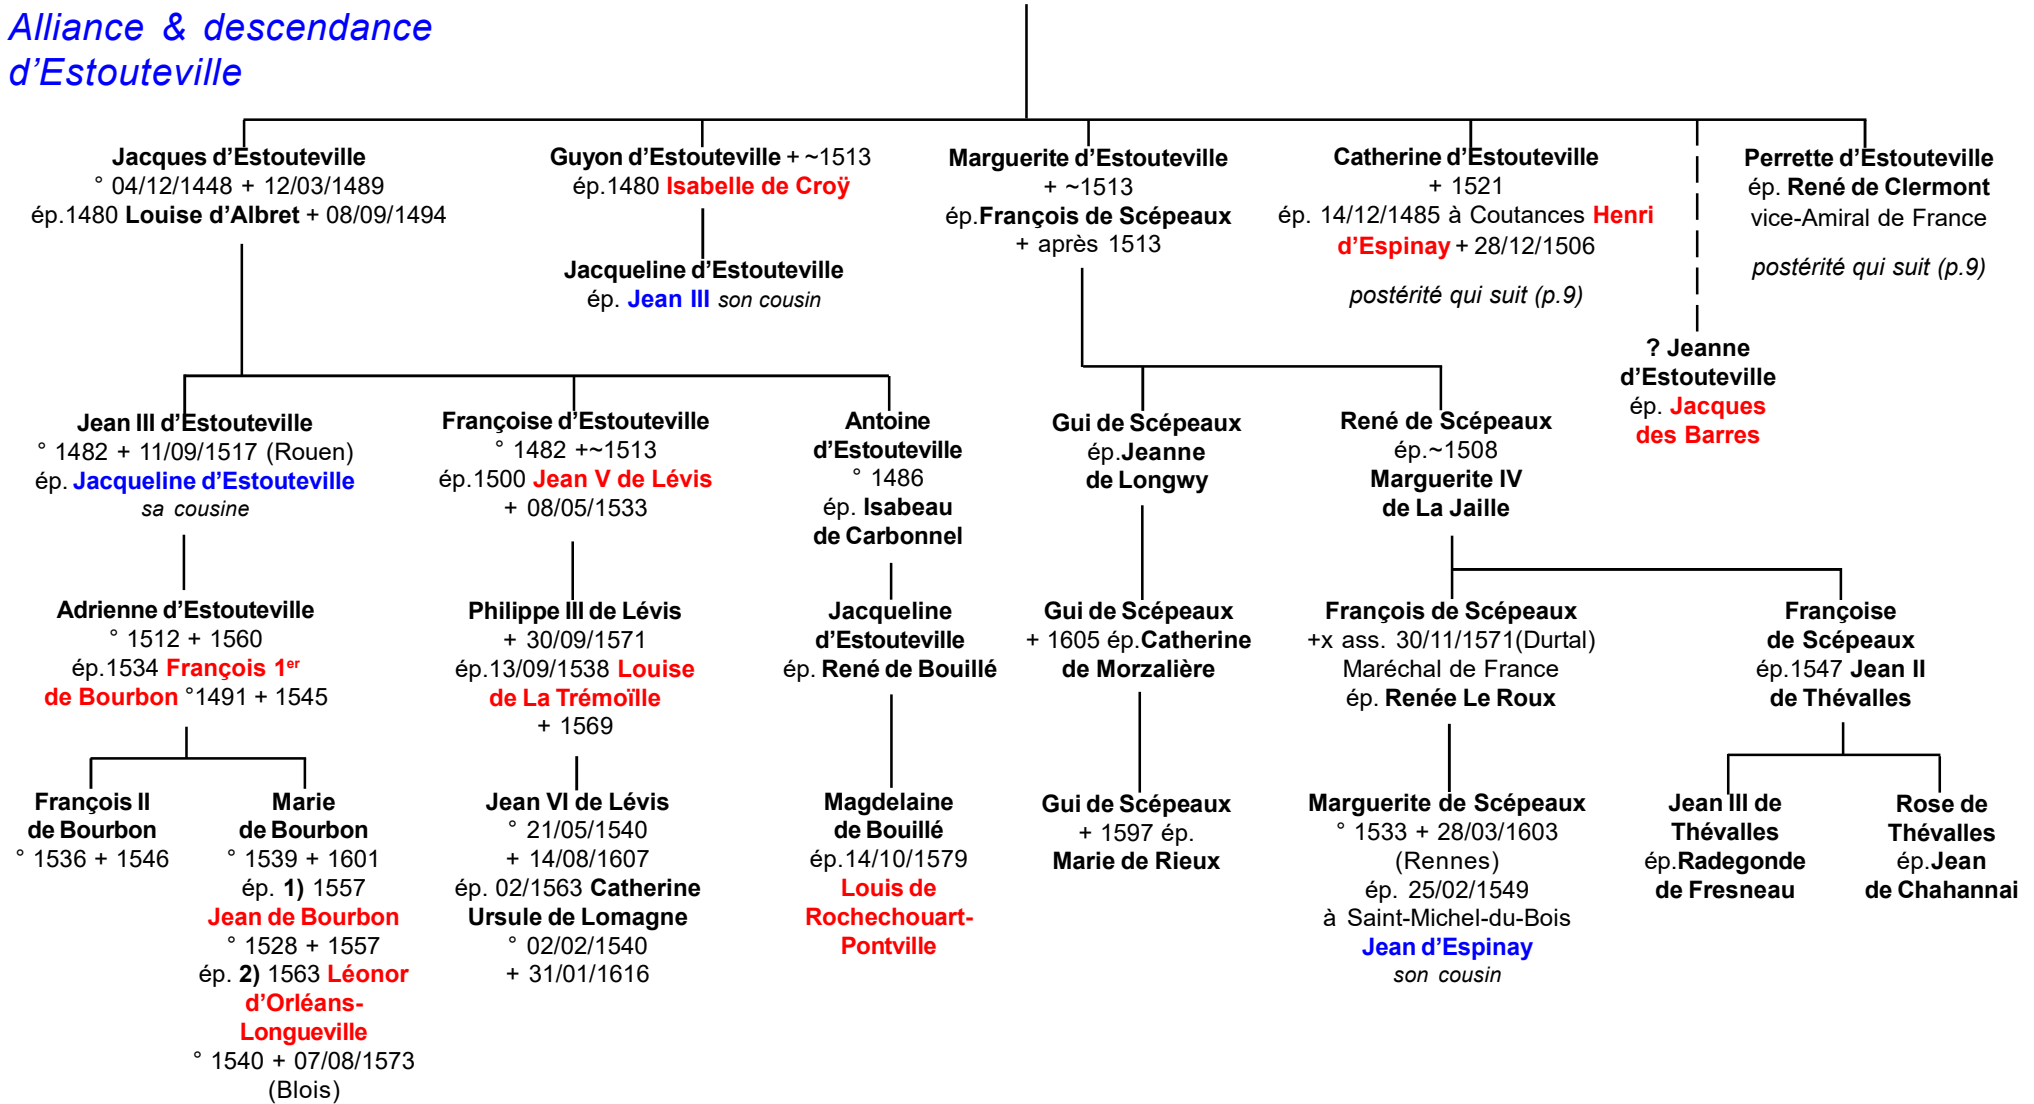 Alliance & descendance
d’Estouteville
Jacques d’Estouteville
° 04/12/1448 + 12/03/1489
ép.1480 Louise d’Albret + 08/09/1494
Guyon d’Estouteville + ~1513
ép.1480 Isabelle de Croÿ
Jacqueline d’Estouteville
ép. Jean III son cousin
Marguerite d’Estouteville
+ ~1513
ép.François de Scépeaux
+ après 1513
Catherine d’Estouteville
+ 1521
ép. 14/12/1485 à Coutances Henri
d’Espinay + 28/12/1506
postérité qui suit (p.9)
Perrette d’Estouteville
ép. René de Clermont
vice-Amiral de France
postérité qui suit (p.9)
? Jeanne
d’Estouteville
ép. Jacques
des Barres
Jean III d’Estouteville
° 1482 + 11/09/1517 (Rouen)
ép. Jacqueline d’Estouteville
sa cousine
Françoise d’Estouteville
° 1482 +~1513
ép.1500 Jean V de Lévis
+ 08/05/1533
Antoine
d’Estouteville
° 1486
ép. Isabeau
de Carbonnel
Gui de Scépeaux
ép.Jeanne
de Longwy
René de Scépeaux
ép.~1508
Marguerite IV
de La Jaille
Adrienne d’Estouteville
° 1512 + 1560
ép.1534 François 1er
de Bourbon °1491 + 1545
Philippe III de Lévis
+ 30/09/1571
ép.13/09/1538 Louise
de La Trémoïlle
+ 1569
Jacqueline
d’Estouteville
ép. René de Bouillé
Gui de Scépeaux
+ 1605 ép.Catherine
de Morzalière
François de Scépeaux
+x ass. 30/11/1571(Durtal)
Maréchal de France
ép. Renée Le Roux
Françoise
de Scépeaux
ép.1547 Jean II
de Thévalles
François II
de Bourbon
° 1536 + 1546
Marie
de Bourbon
° 1539 + 1601
ép. 1) 1557
Jean de Bourbon
° 1528 + 1557
ép. 2) 1563 Léonor
d’Orléans-
Longueville
° 1540 + 07/08/1573
(Blois)
Jean VI de Lévis
° 21/05/1540
+ 14/08/1607
ép. 02/1563 Catherine
Ursule de Lomagne
° 02/02/1540
+ 31/01/1616
Magdelaine
de Bouillé
ép.14/10/1579
Louis de
Rochechouart-
Pontville
Gui de Scépeaux
+ 1597 ép.
Marie de Rieux
Marguerite de Scépeaux
° 1533 + 28/03/1603
(Rennes)
ép. 25/02/1549
à Saint-Michel-du-Bois
Jean d’Espinay
son cousin
Jean III de
Thévalles
ép.Radegonde
de Fresneau
Rose de
Thévalles
ép.Jean
de Chahannai